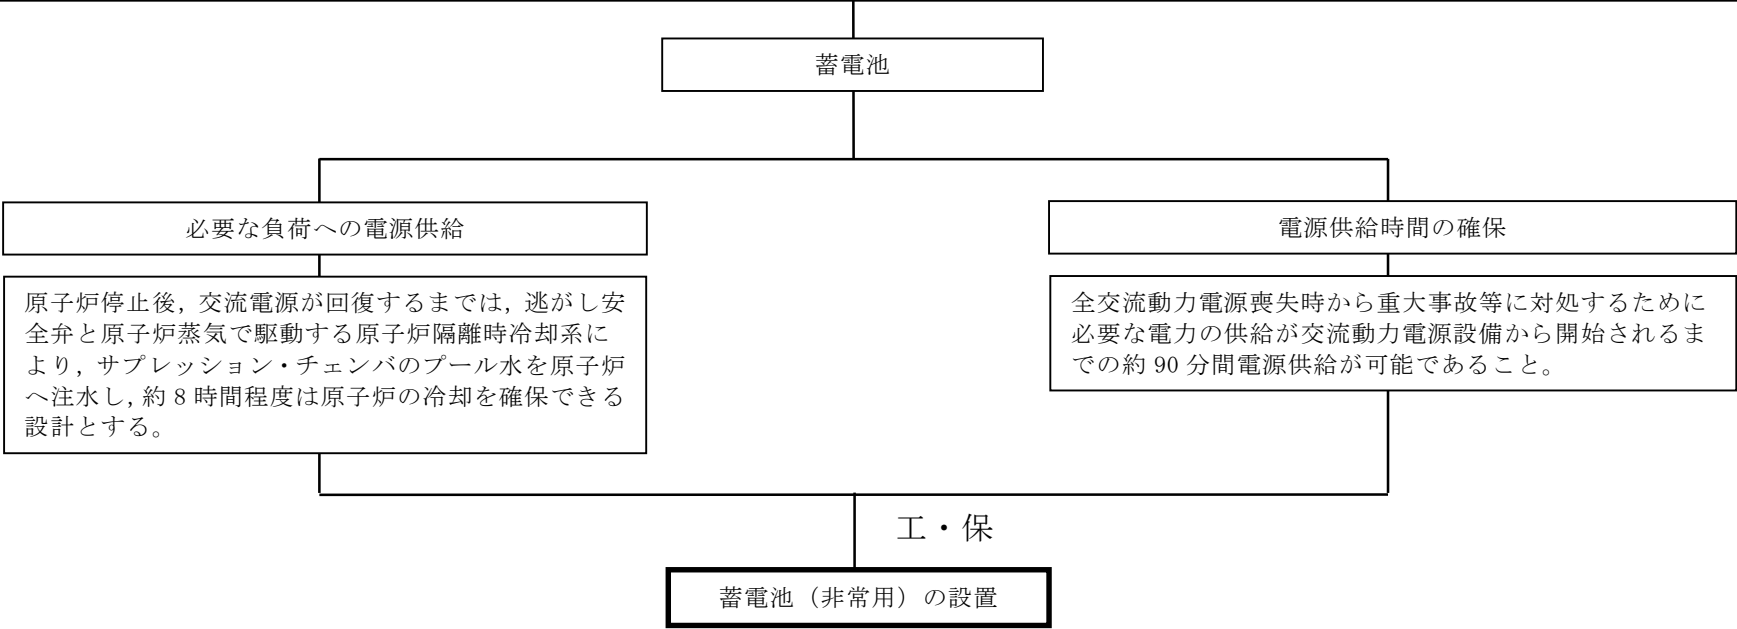 蓄電池
必要な負荷への電源供給
原子炉停止後，交流電源が回復するまでは，逃がし安
全弁と原子炉蒸気で駆動する原子炉隔離時冷却系に
より，サプレッション・チェンバのプール水を原子炉
へ注水し，約 8 時間程度は原子炉の冷却を確保できる
設計とする。
電源供給時間の確保
全交流動力電源喪失時から重大事故等に対処するために
必要な電力の供給が交流動力電源設備から開始されるま
での約 90 分間電源供給が可能であること。
工・保
蓄電池（非常用）の設置